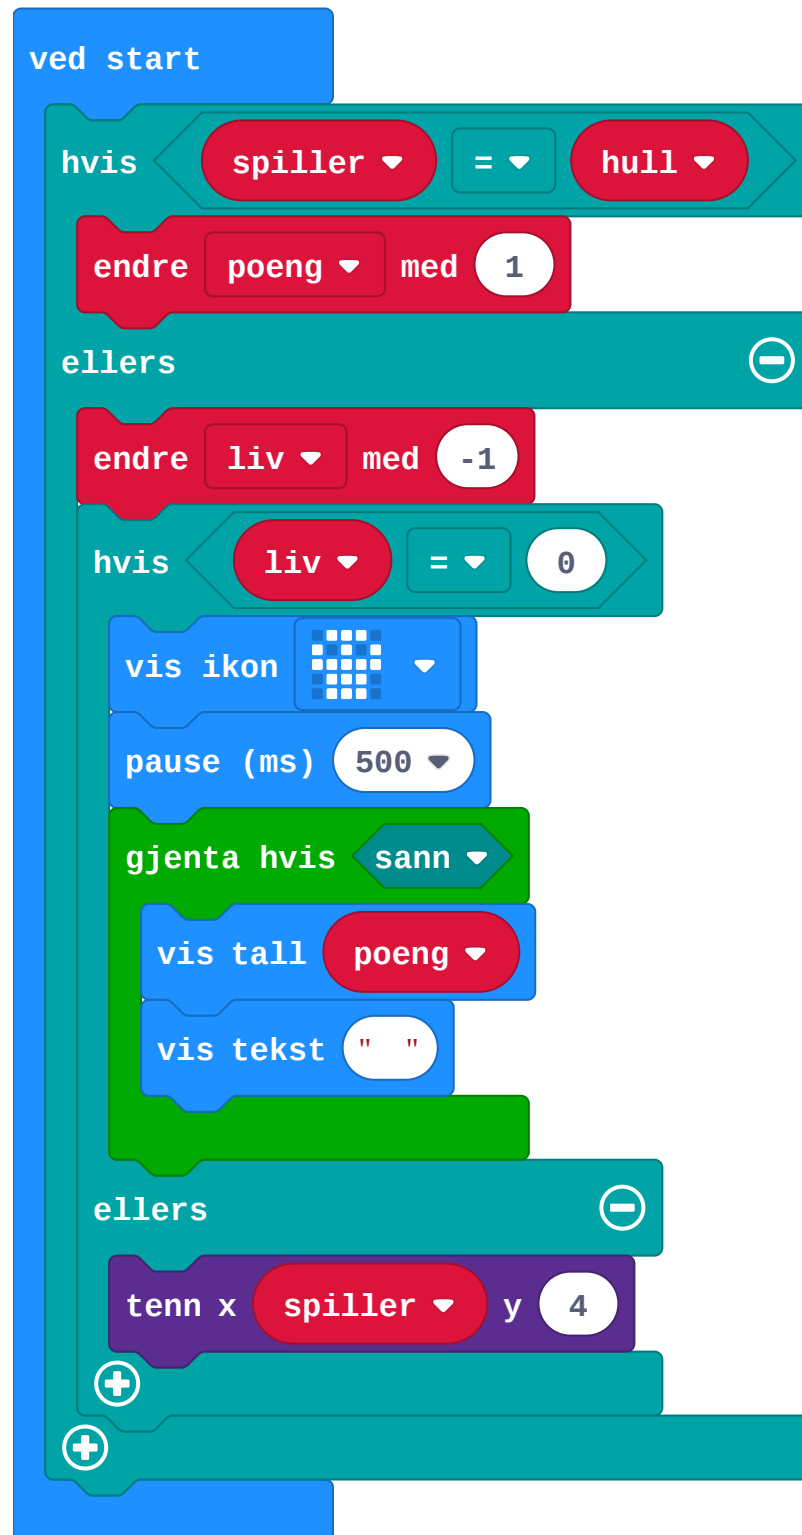 ved start
hvis spiller = hull
endre poeng med 1
ellers
endre liv med -1
hvis liv = 0
vis ikon
pause (ms) 500
gjenta hvis sann
vis tall poeng
vis tekst " "
ellers
tenn x spiller y 4